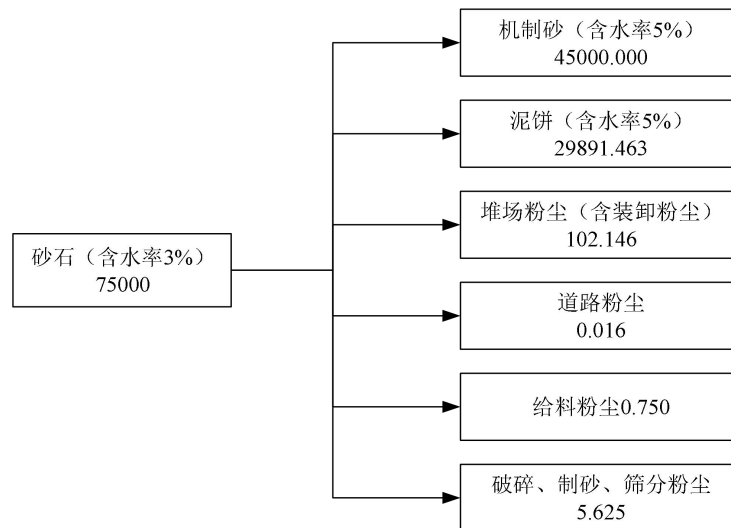 机制砂（含水率5%）
45000.000
泥饼（含水率5%）
29891.463
堆场粉尘（含装卸粉尘）
102.146
砂石（含水率3%）
75000
道路粉尘
0.016
给料粉尘0.750
破碎、制砂、筛分粉尘
5.625